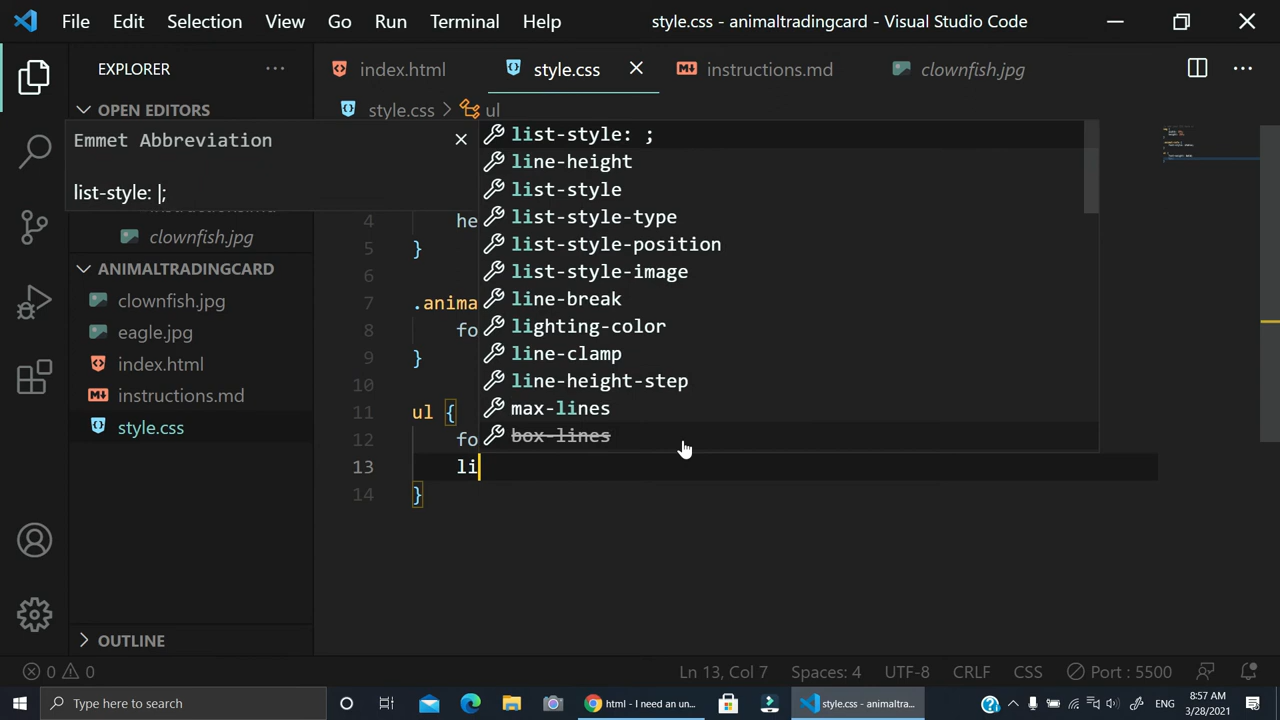 File Edit Selection View Go Run Terminal Help style.css - animaltradingcard - Visual Studio Code
EXPLORER
index.html
style.css
instructions.md
clownfish.jpg
OPEN EDITORS
style.css
ul
Emmet Abbreviation
list-style: ;
clownfish.jpg
ANIMALTRADINGCARD
clownfish.jpg
eagle.jpg
index.html
instructions.md
style.css
OUTLINE
list-style: ;
line-height
list-style
list-style-type
list-style-position
list-style-image
line-break
lighting-color
line-clamp
line-height-step
max-lines
box-lines
4 he
5 }
6
7 .anima
8 fo
9 }
10
11 ul {
12 fo
13 li
14 }
0 0
Ln 13, Col 7 Spaces: 4 UTF-8 CRLF CSS Port : 5500
Type here to search
html - I need an un...
style.css - animaltra...
ENG
8:57 AM
3/28/2021